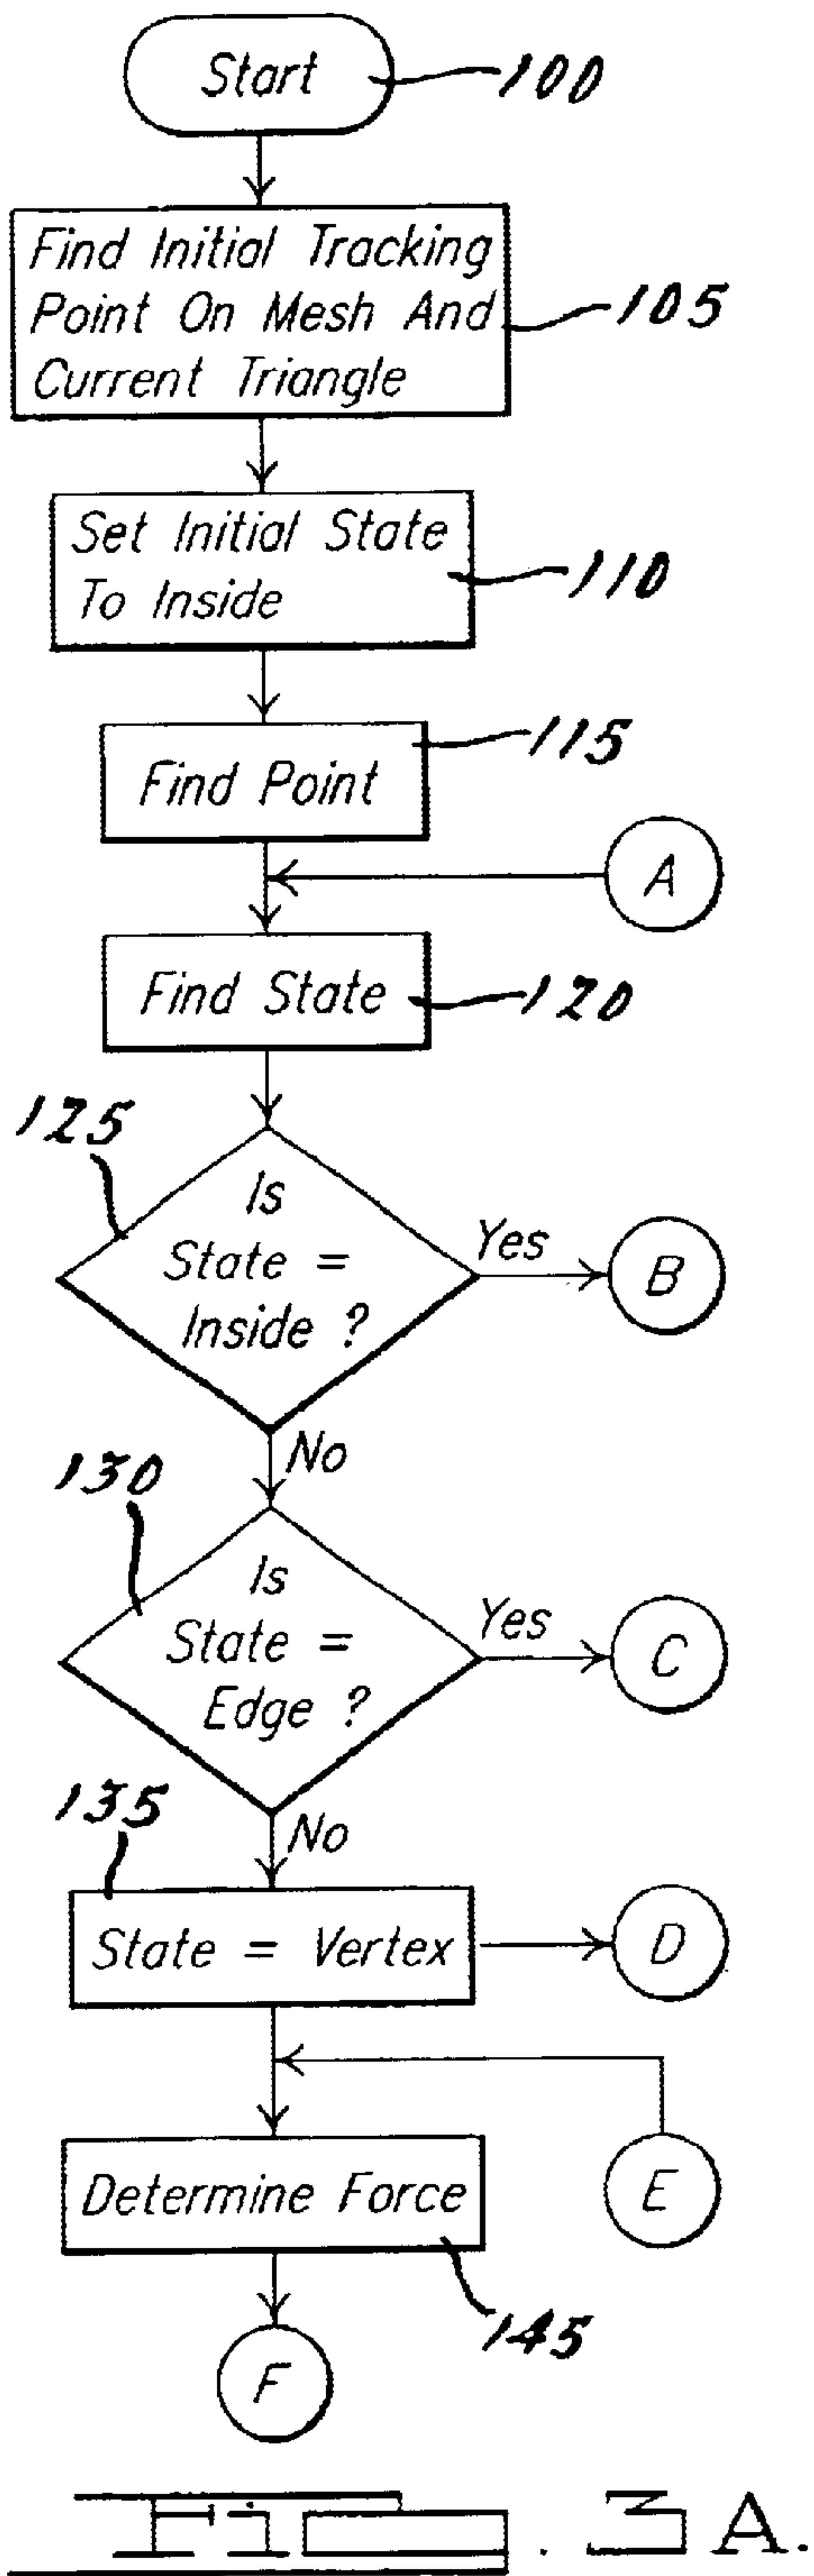 Start
100
Find Initial Tracking
Point On Mesh And
Current Triangle
105
Set Initial State
To Inside
110
115
Find Point
A
Find State
120
125
Is
State =
Inside ?
Yes
B
No
130
Is
State =
Edge ?
Yes
C
No
135
State = Vertex
D
Determine Force
E
145
F
Fig. 3A.